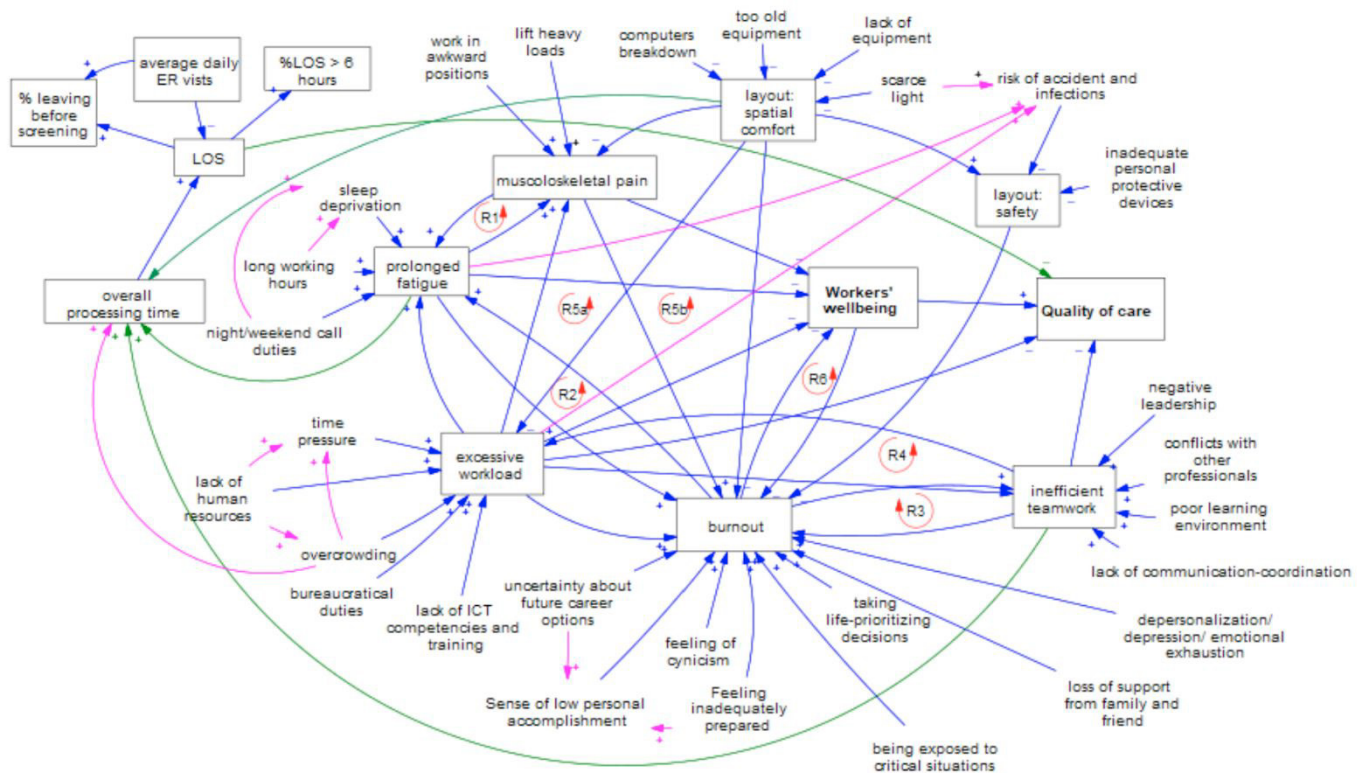 too old
equipment
lack of
equipment
computers
breakdown
lift heavy
loads
work in
awkward
positions
average daily
ER vists
%LOS > 6
hours
% leaving
before
screening
LOS
layout:
spatial
comfort
scarce
light
risk of accident and
infections
inadequate
personal
protective
devices
layout:
safety
muscoloskeletal pain
sleep
deprivation
R1
long working
hours
prolonged
fatigue
overall
processing time
night/weekend call
duties
R5a
R5b
Workers'
wellbeing
Quality of care
R2
R6
negative
leadership
time
pressure
excessive
workload
R4
conflicts with
other
professionals
lack of
human
resources
inefficient
teamwork
R3
burnout
poor learning
environment
overcrowding
lack of communication-coordination
bureaucratical
duties
lack of ICT
competencies and
training
uncertainty about
future career
options
taking
life-prioritizing
decisions
feeling of
cynicism
depersonalization/
depression/ emotional
exhaustion
Sense of low personal
accomplishment
Feeling
inadequately
prepared
loss of support
from family and
friend
being exposed to
critical situations